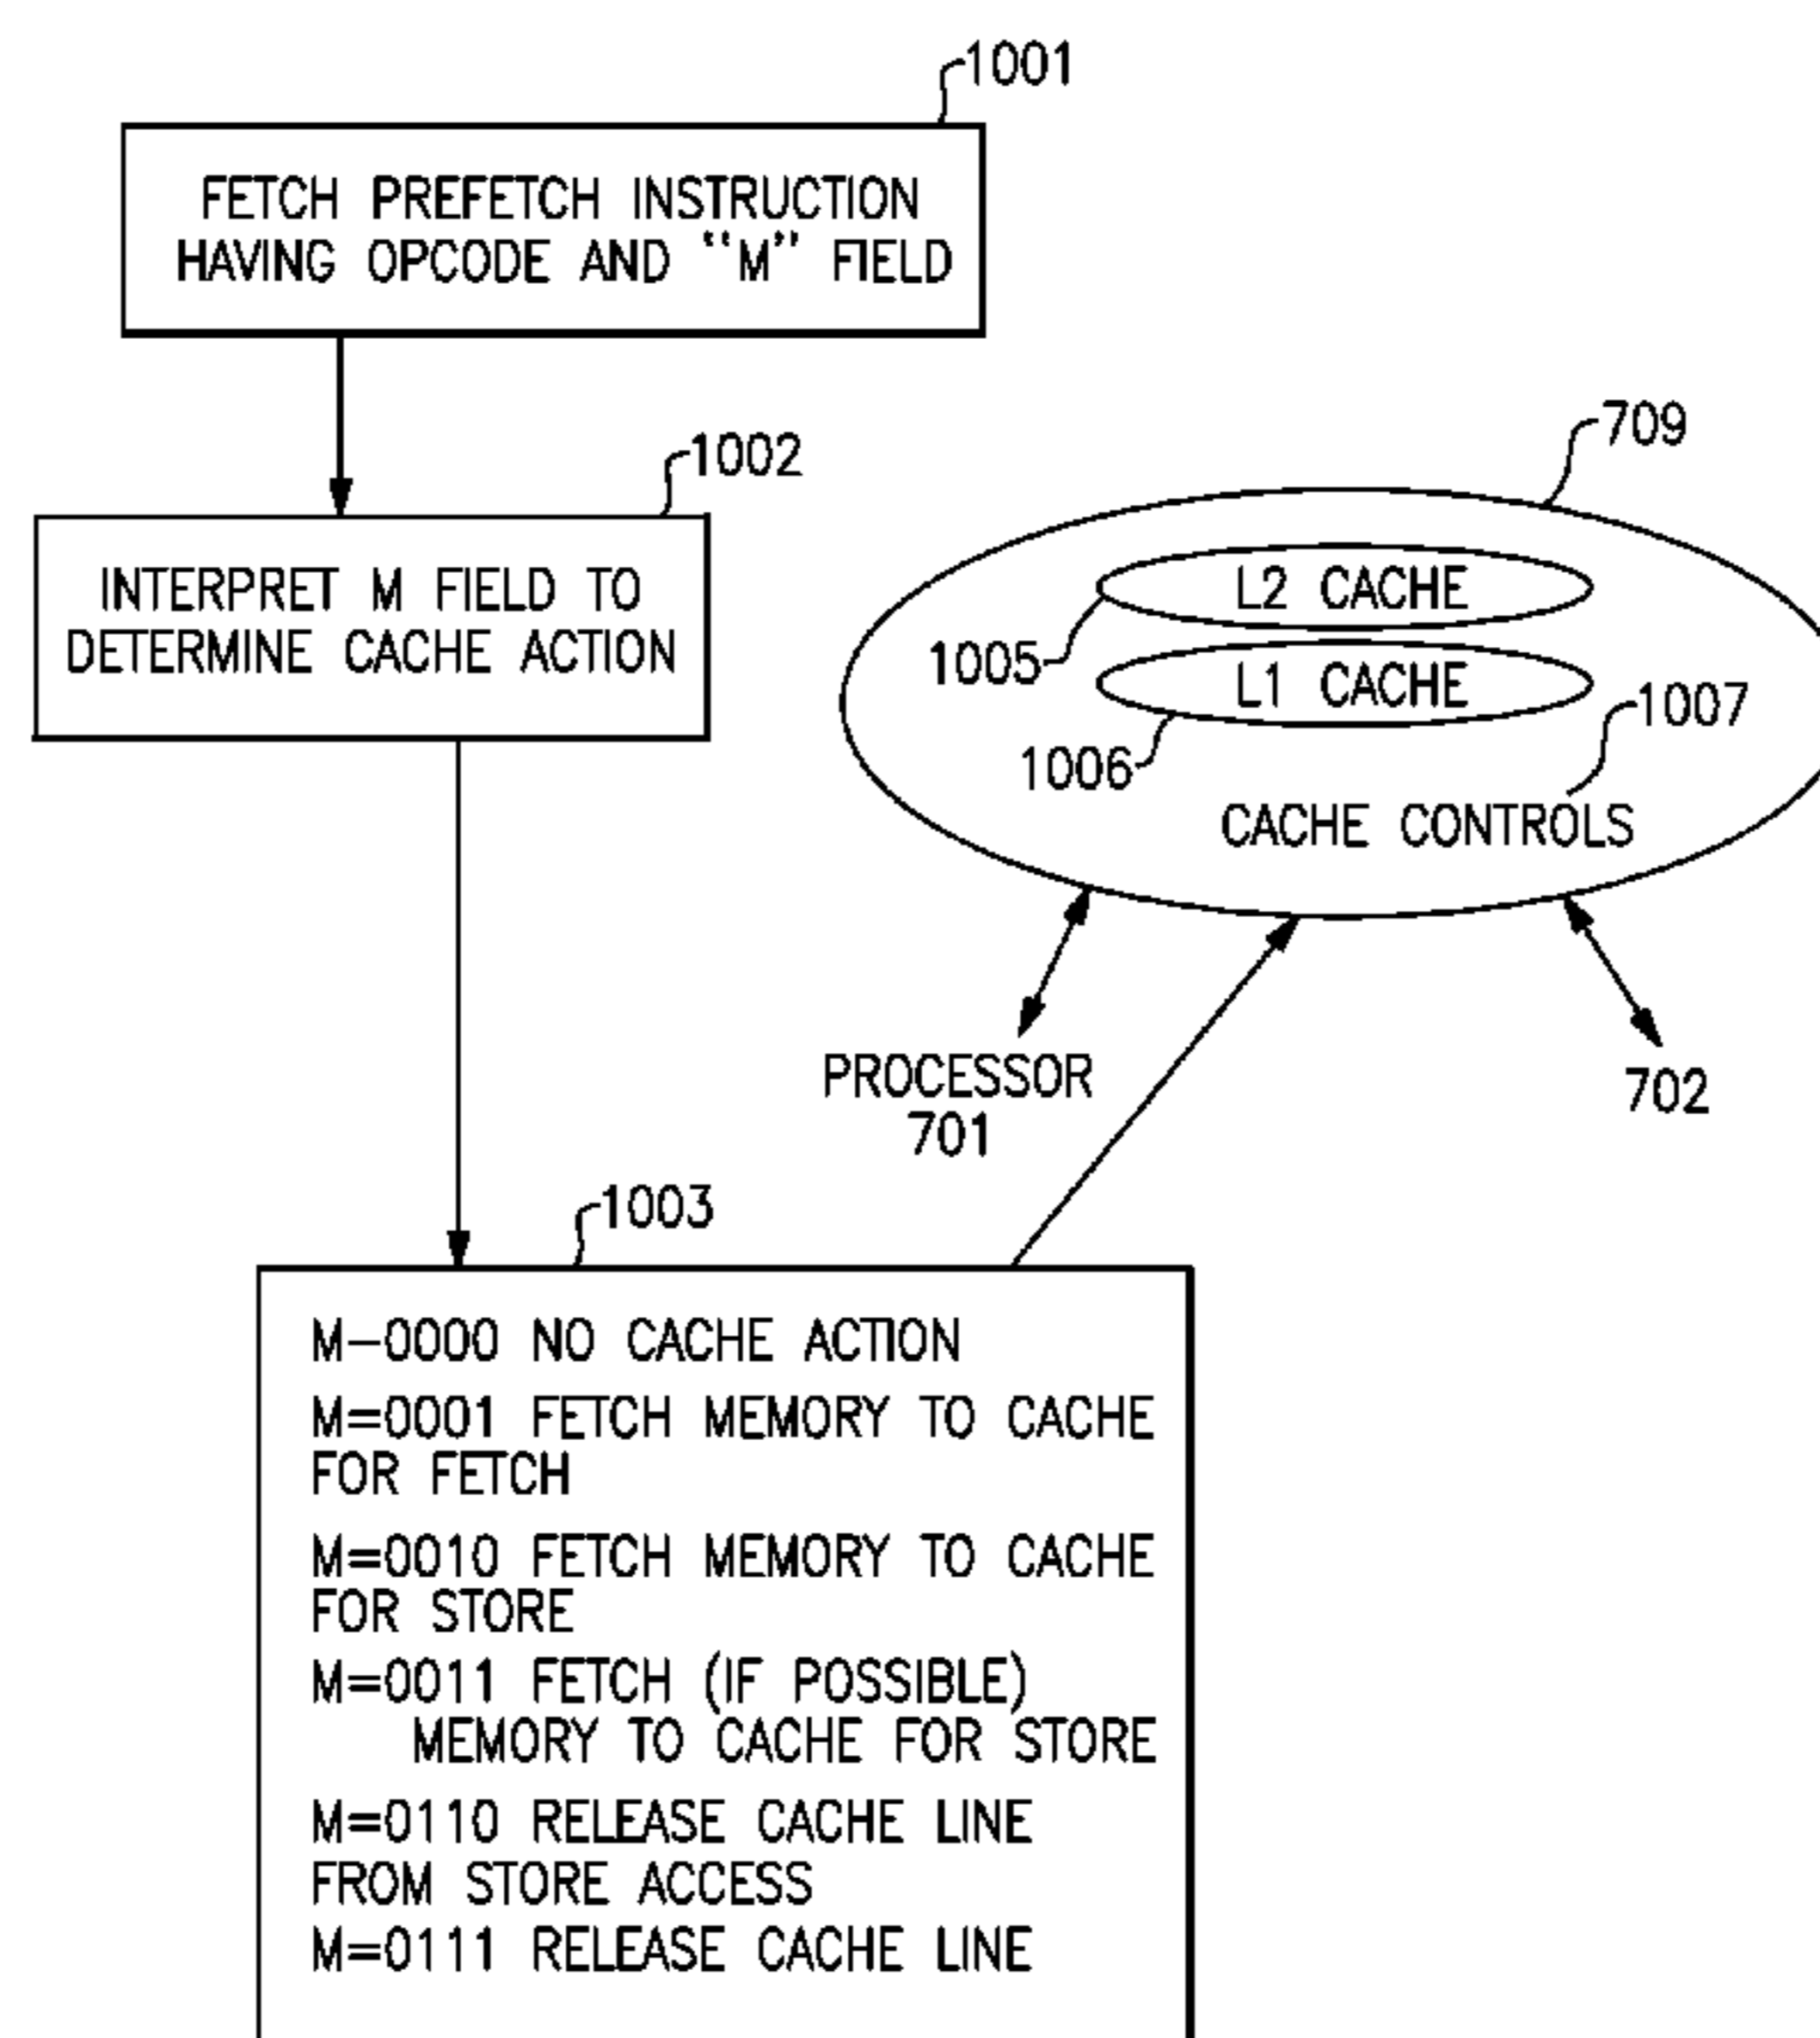 1001
FETCH PREFETCH INSTRUCTION
HAVING OPCODE AND "M" FIELD
1002
INTERPRET M FIELD TO
DETERMINE CACHE ACTION
709
L2 CACHE
1005
L1 CACHE
1006
1007
CACHE CONTROLS
PROCESSOR
701
702
1003
M-0000 NO CACHE ACTION
M=0001 FETCH MEMORY TO CACHE
FOR FETCH
M=0010 FETCH MEMORY TO CACHE
FOR STORE
M=0011 FETCH (IF POSSIBLE)
MEMORY TO CACHE FOR STORE
M=0110 RELEASE CACHE LINE
FROM STORE ACCESS
M=0111 RELEASE CACHE LINE